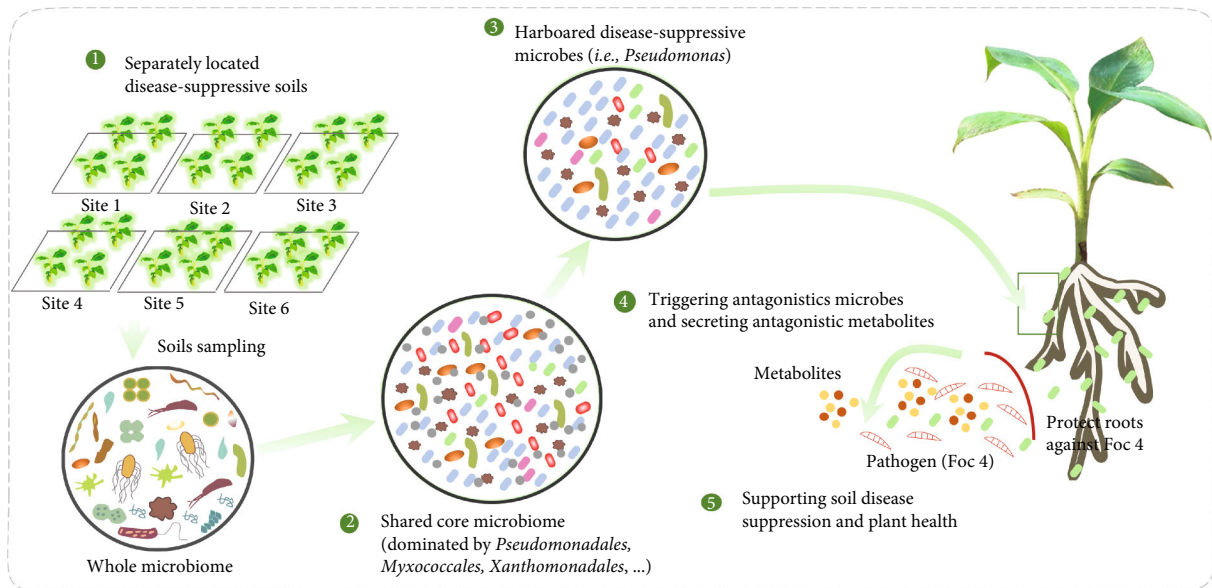 1
Separately located
disease-suppressive soils
Site 1
Site 2
Site 3
Site 4
Site 5
Site 6
Soils sampling
Whole microbiome
2
Shared core microbiome
(dominated by Pseudomonadales,
Myxococcales, Xanthomonadales, ...)
3
Harboared disease-suppressive
microbes (i.e., Pseudomonas)
4
Triggering antagonistics microbes
and secreting antagonistic metabolites
Metabolites
Pathogen (Foc 4)
Protect roots
against Foc 4
5
Supporting soil disease
suppression and plant health